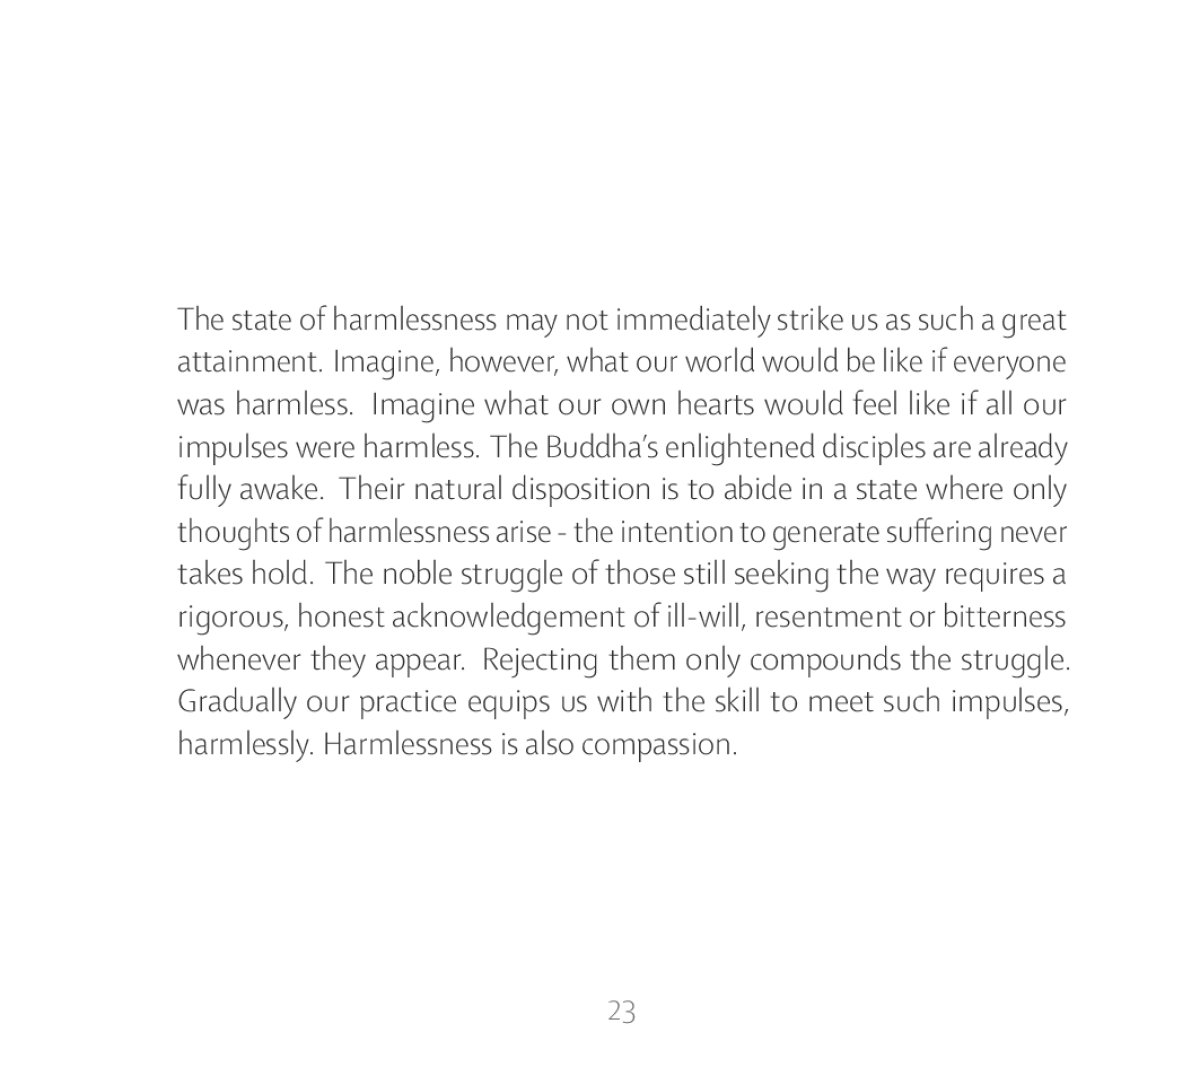 The state of harmlessness may not immediately strike us as such a great
attainment. Imagine, however, what our world would be like if everyone
was harmless.  Imagine what our own hearts would feel like if all our
impulses were harmless. The Buddha’s enlightened disciples are already
fully awake.  Their natural disposition is to abide in a state where only
thoughts of harmlessness arise - the intention to generate suffering never
takes hold.  The noble struggle of those still seeking the way requires a
rigorous, honest acknowledgement of ill-will, resentment or bitterness
whenever they appear.  Rejecting them only compounds the struggle.
Gradually our practice equips us with the skill to meet such impulses,
harmlessly. Harmlessness is also compassion.
23